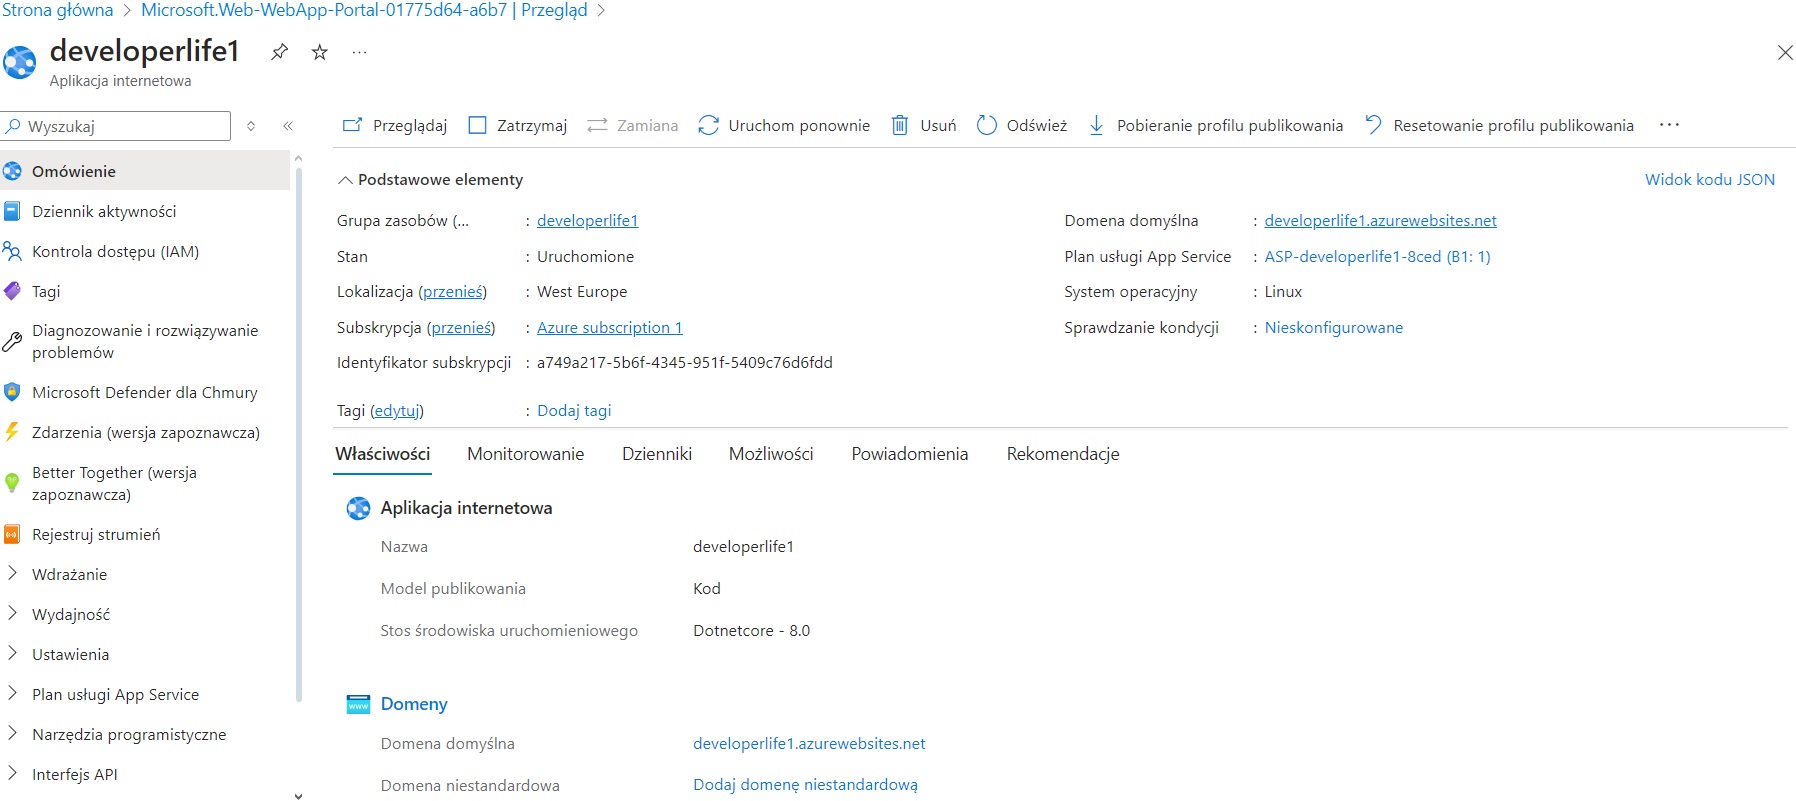 Strona główna > Microsoft.Web-WebApp-Portal-01775d64-a6b7 | Przegląd >
developerlife1
Aplikacja internetowa
Wyszukaj
Omówienie
Dziennik aktywności
Kontrola dostępu (IAM)
Tagi
Diagnozowanie i rozwiązywanie
problemów
Microsoft Defender dla Chmury
Zdarzenia (wersja zapoznawcza)
Better Together (wersja
zapoznawcza)
Rejestruj strumień
Wdrażanie
Wydajność
Ustawienia
Plan usługi App Service
Narzędzia programistyczne
Interfejs API
Przeglądaj Zatrzymaj Zamiana Uruchom ponownie Usuń Odśwież Pobieranie profilu publikowania Resetowanie profilu publikowania
Podstawowe elementy
Widok kodu JSON
Grupa zasobów (... : developerlife1
Stan : Uruchomione
Lokalizacja (przenieś) : West Europe
Subskrypcja (przenieś) : Azure subscription 1
Identyfikator subskrypcji : a749a217-5b6f-4345-951f-5409c76d6fdd
Domena domyślna : developerlife1.azurewebsites.net
Plan usługi App Service : ASP-developerlife1-8ced (B1: 1)
System operacyjny : Linux
Sprawdzanie kondycji : Nieskonfigurowane
Tagi (edytuj) : Dodaj tagi
Właściwości Monitorowanie Dzienniki Możliwości Powiadomienia Rekomendacje
Aplikacja internetowa
Nazwa developerlife1
Model publikowania Kod
Stos środowiska uruchomieniowego Dotnetcore - 8.0
Domeny
Domena domyślna developerlife1.azurewebsites.net
Domena niestandardowa Dodaj domenę niestandardową